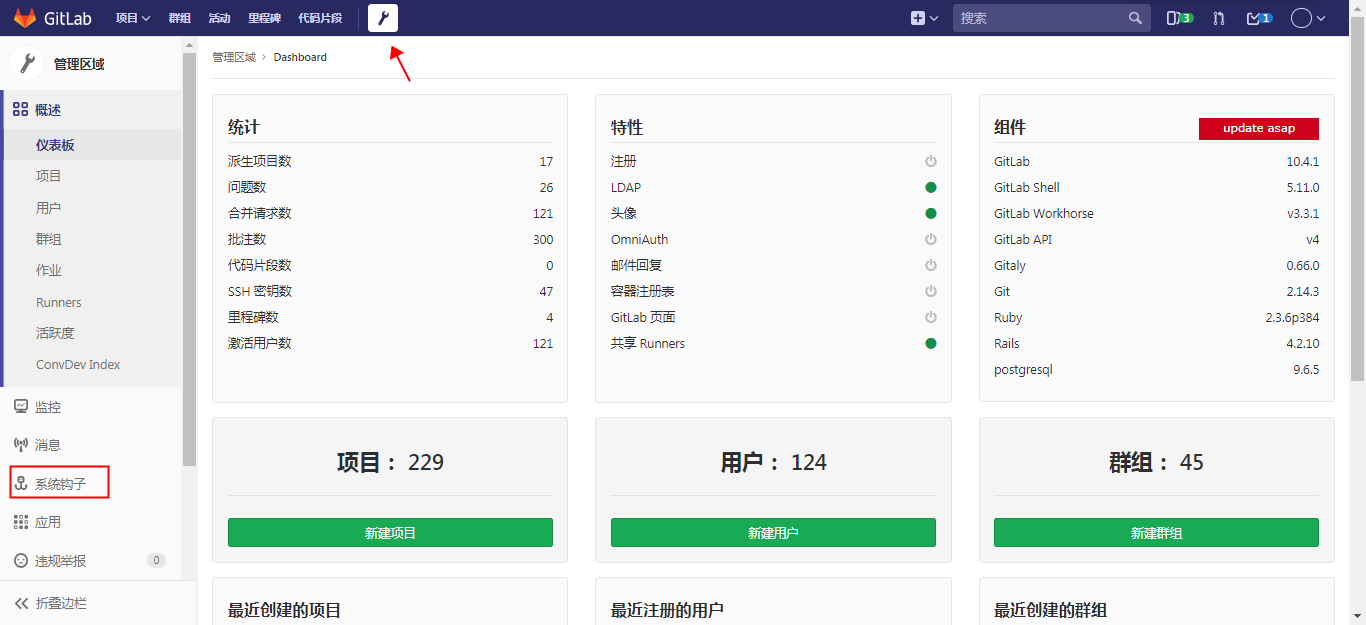 GitLab 项目 群组 活动 里程碑 代码片段 搜索 3 1
管理区域
概述
仪表板
项目
用户
群组
作业
Runners
活跃度
ConvDev Index
监控
消息
系统钩子
应用
违规举报 0
折叠边栏
管理区域 > Dashboard
统计
派生项目数 17
问题数 26
合并请求数 121
批注数 300
代码片段数 0
SSH 密钥数 47
里程碑数 4
激活用户数 121
特性
注册
LDAP
头像
OmniAuth
邮件回复
容器注册表
GitLab 页面
共享 Runners
组件 update asap
GitLab 10.4.1
GitLab Shell 5.11.0
GitLab Workhorse v3.3.1
GitLab API v4
Gitaly 0.66.0
Git 2.14.3
Ruby 2.3.6p384
Rails 4.2.10
postgresql 9.6.5
项目： 229
新建项目
用户： 124
新建用户
群组： 45
新建群组
最近创建的项目
最近注册的用户
最近创建的群组